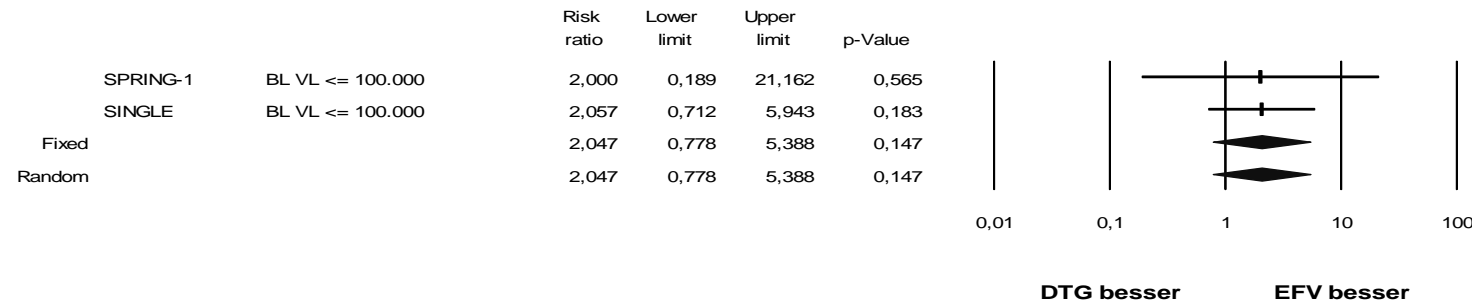 Risk Lower Upper
ratio limit limit p-Value
SPRING-1 BL VL <= 100.000 2,000 0,189 21,162 0,565
SINGLE BL VL <= 100.000 2,057 0,712 5,943 0,183
Fixed 2,047 0,778 5,388 0,147
Random 2,047 0,778 5,388 0,147
0,01 0,1 1 10 100
DTG besser EFV besser